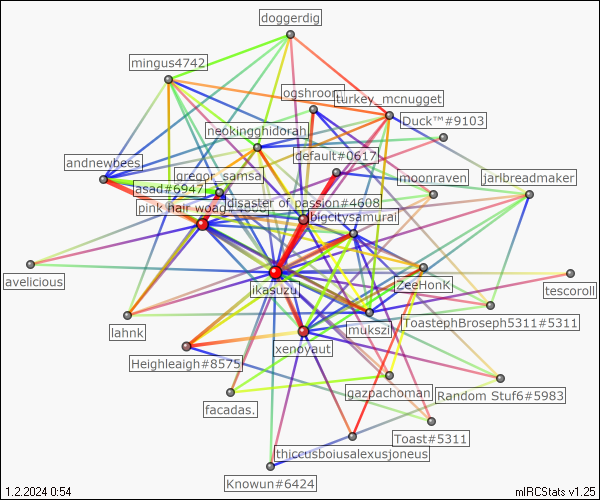 doggerdig
mingus4742
ogshroom
turkey_mcnugget
Duck™#9103
neokingghidorah
default#0617
andnewbees
gregor_samsa
moonraven
jarlbreadmaker
asad#6947
disaster of passion#4608
pink hair woag#4608
bigcitysamurai
avelicious
ikasuzu
ZeeHonK
tescoroll
lahnk
mukszi
ToastephBroseph5311#5311
xenoyaut
Heighleaigh#8575
gazpachoman
Random Stuf6#5983
facadas.
Toast#5311
thiccusboiusalexusjoneus
Knowun#6424
1.2.2024 0:54
mIRCStats v1.25